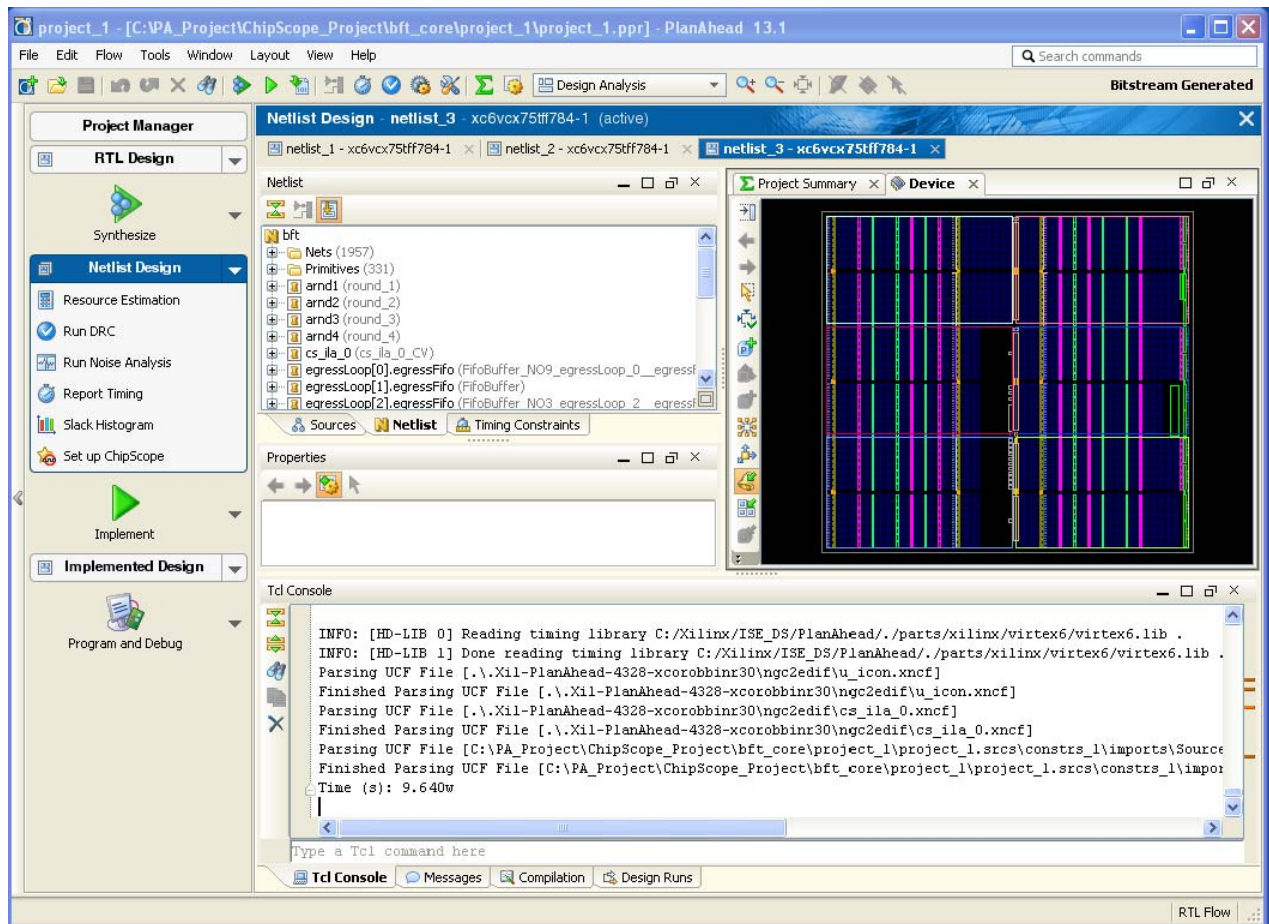 project_1 - [C:\PA_Project\ChipScope_Project\bft_core\project_1\project_1.ppr] - PlanAhead 13.1
File Edit Flow Tools Window Layout View Help
Search commands
Design Analysis
Bitstream Generated
Project Manager
RTL Design
Synthesize
Netlist Design
Resource Estimation
Run DRC
Run Noise Analysis
Report Timing
Slack Histogram
Set up ChipScope
Implement
Implemented Design
Program and Debug
Netlist Design - netlist_3 - xc6vcx75tff784-1 (active)
netlist_1 - xc6vcx75tff784-1 netlist_2 - xc6vcx75tff784-1 netlist_3 - xc6vcx75tff784-1
Netlist
bft
Nets (1957)
Primitives (331)
arnd1 (round_1)
arnd2 (round_2)
arnd3 (round_3)
arnd4 (round_4)
cs_ila_0 (cs_ila_0_CV)
egressLoop[0].egressFifo (FifoBuffer_NO9_egressLoop_0__egressF
egressLoop[1].egressFifo (FifoBuffer)
egressLoop[2].egressFifo (FifoBuffer_NO3_egressLoop_2__egressF
Sources Netlist Timing Constraints
Properties
Project Summary Device
Tcl Console
INFO: [HD-LIB 0] Reading timing library C:/Xilinx/ISE_DS/PlanAhead/./parts/xilinx/virtex6/virtex6.lib .
INFO: [HD-LIB 1] Done reading timing library C:/Xilinx/ISE_DS/PlanAhead/./parts/xilinx/virtex6/virtex6.lib .
Parsing UCF File [.\.Xil-PlanAhead-4328-xcorobbinr30\ngc2edif\u_icon.xncf]
Finished Parsing UCF File [.\.Xil-PlanAhead-4328-xcorobbinr30\ngc2edif\u_icon.xncf]
Parsing UCF File [.\.Xil-PlanAhead-4328-xcorobbinr30\ngc2edif\cs_ila_0.xncf]
Finished Parsing UCF File [.\.Xil-PlanAhead-4328-xcorobbinr30\ngc2edif\cs_ila_0.xncf]
Parsing UCF File [C:\PA_Project\ChipScope_Project\bft_core\project_1\project_1.srcs\constrs_1\imports\Source
Finished Parsing UCF File [C:\PA_Project\ChipScope_Project\bft_core\project_1\project_1.srcs\constrs_1\impor
Time (s): 9.640w
Type a Tcl command here
Tcl Console Messages Compilation Design Runs
RTL Flow